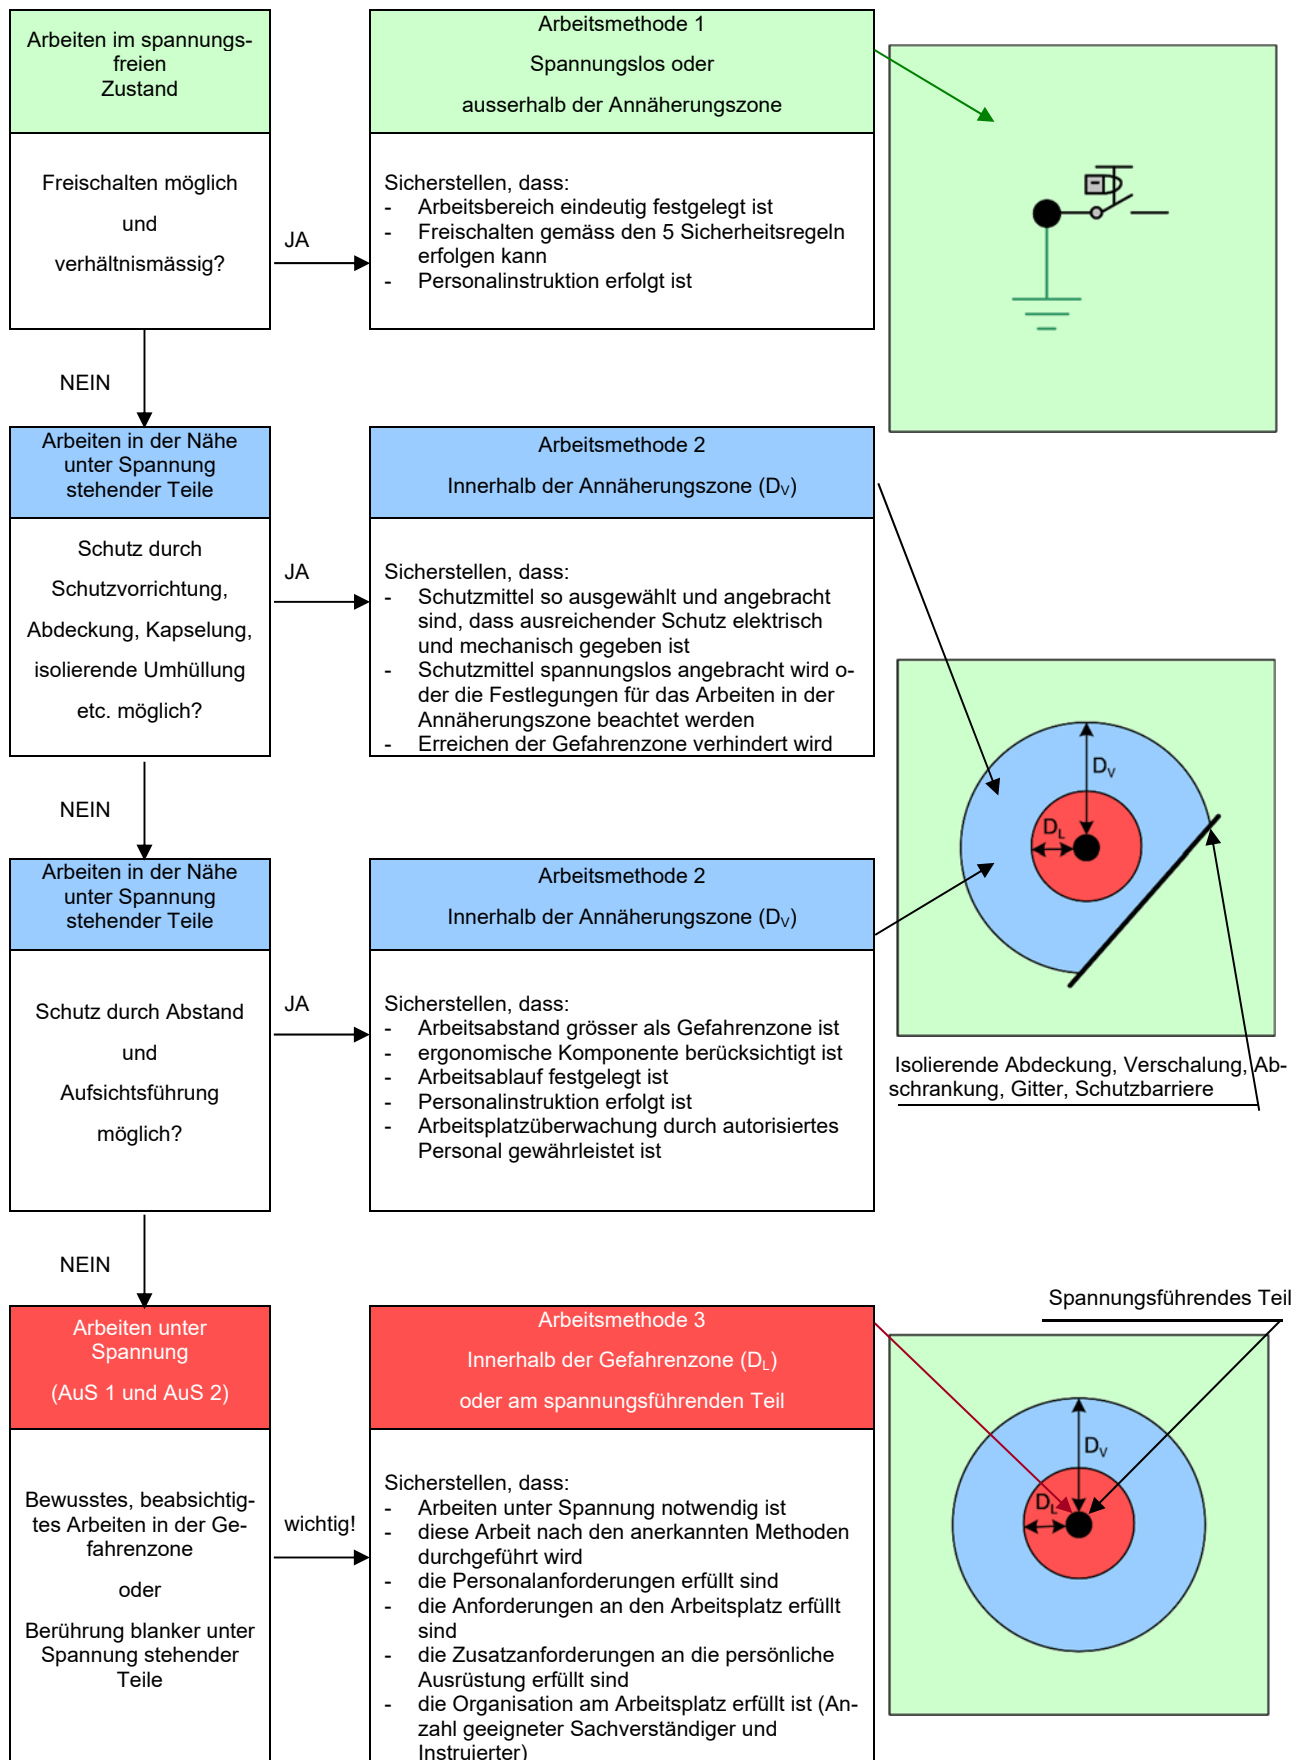 Arbeiten im spannungs-
freien
Zustand
Freischalten möglich
und
verhältnismässig?
JA
Arbeitsmethode 1
Spannungslos oder
ausserhalb der Annäherungszone
Sicherstellen, dass:
- Arbeitsbereich eindeutig festgelegt ist
- Freischalten gemäss den 5 Sicherheitsregeln
erfolgen kann
- Personalinstruktion erfolgt ist
NEIN
Arbeiten in der Nähe
unter Spannung
stehender Teile
Schutz durch
Schutzvorrichtung,
Abdeckung, Kapselung,
isolierende Umhüllung
etc. möglich?
JA
Arbeitsmethode 2
Innerhalb der Annäherungszone (DV)
Sicherstellen, dass:
- Schutzmittel so ausgewählt und angebracht
sind, dass ausreichender Schutz elektrisch
und mechanisch gegeben ist
- Schutzmittel spannungslos angebracht wird o-
der die Festlegungen für das Arbeiten in der
Annäherungszone beachtet werden
- Erreichen der Gefahrenzone verhindert wird
DV
DL
NEIN
Arbeiten in der Nähe
unter Spannung
stehender Teile
Schutz durch Abstand
und
Aufsichtsführung
möglich?
JA
Arbeitsmethode 2
Innerhalb der Annäherungszone (DV)
Sicherstellen, dass:
- Arbeitsabstand grösser als Gefahrenzone ist
- ergonomische Komponente berücksichtigt ist
- Arbeitsablauf festgelegt ist
- Personalinstruktion erfolgt ist
- Arbeitsplatzüberwachung durch autorisiertes
Personal gewährleistet ist
Isolierende Abdeckung, Verschalung, Ab-
schrankung, Gitter, Schutzbarriere
NEIN
Arbeiten unter
Spannung
(AuS 1 und AuS 2)
Bewusstes, beabsichtig-
tes Arbeiten in der Ge-
fahrenzone
oder
Berührung blanker unter
Spannung stehender
Teile
wichtig!
Arbeitsmethode 3
Innerhalb der Gefahrenzone (DL)
oder am spannungsführenden Teil
Sicherstellen, dass:
- Arbeiten unter Spannung notwendig ist
- diese Arbeit nach den anerkannten Methoden
durchgeführt wird
- die Personalanforderungen erfüllt sind
- die Anforderungen an den Arbeitsplatz erfüllt
sind
- die Zusatzanforderungen an die persönliche
Ausrüstung erfüllt sind
- die Organisation am Arbeitsplatz erfüllt ist (An-
zahl geeigneter Sachverständiger und
Instruierter)
Spannungsführendes Teil
DV
DL